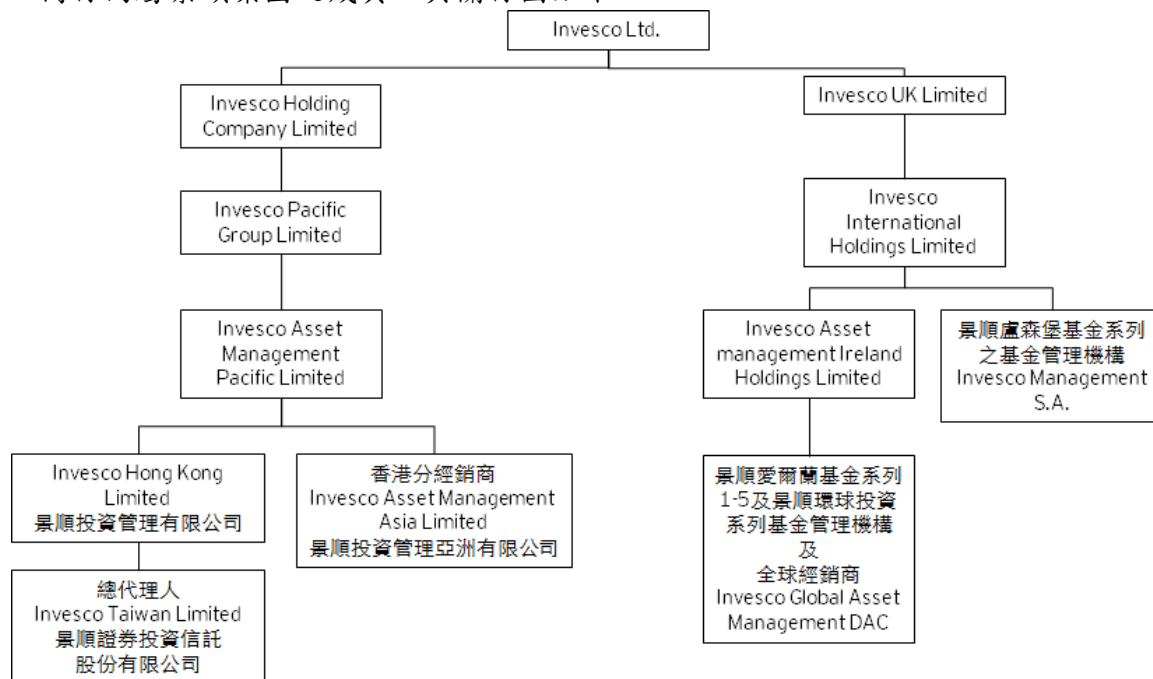 Invesco Ltd.
Invesco Holding
Company Limited
Invesco UK Limited
Invesco Pacific
Group Limited
Invesco
International
Holdings Limited
Invesco Asset
Management
Pacific Limited
Invesco Asset
management Ireland
Holdings Limited
景順盧森堡基金系列
之基金管理機構
Invesco Management
S.A.
Invesco Hong Kong
Limited
景順投資管理有限公司
香港分經銷商
Invesco Asset Management
Asia Limited
景順投資管理亞洲有限公司
景順愛爾蘭基金系列
1-5及景順環球投資
系列基金管理機構
及
全球經銷商
Invesco Global Asset
Management DAC
總代理人
Invesco Taiwan Limited
景順證券投資信託
股份有限公司